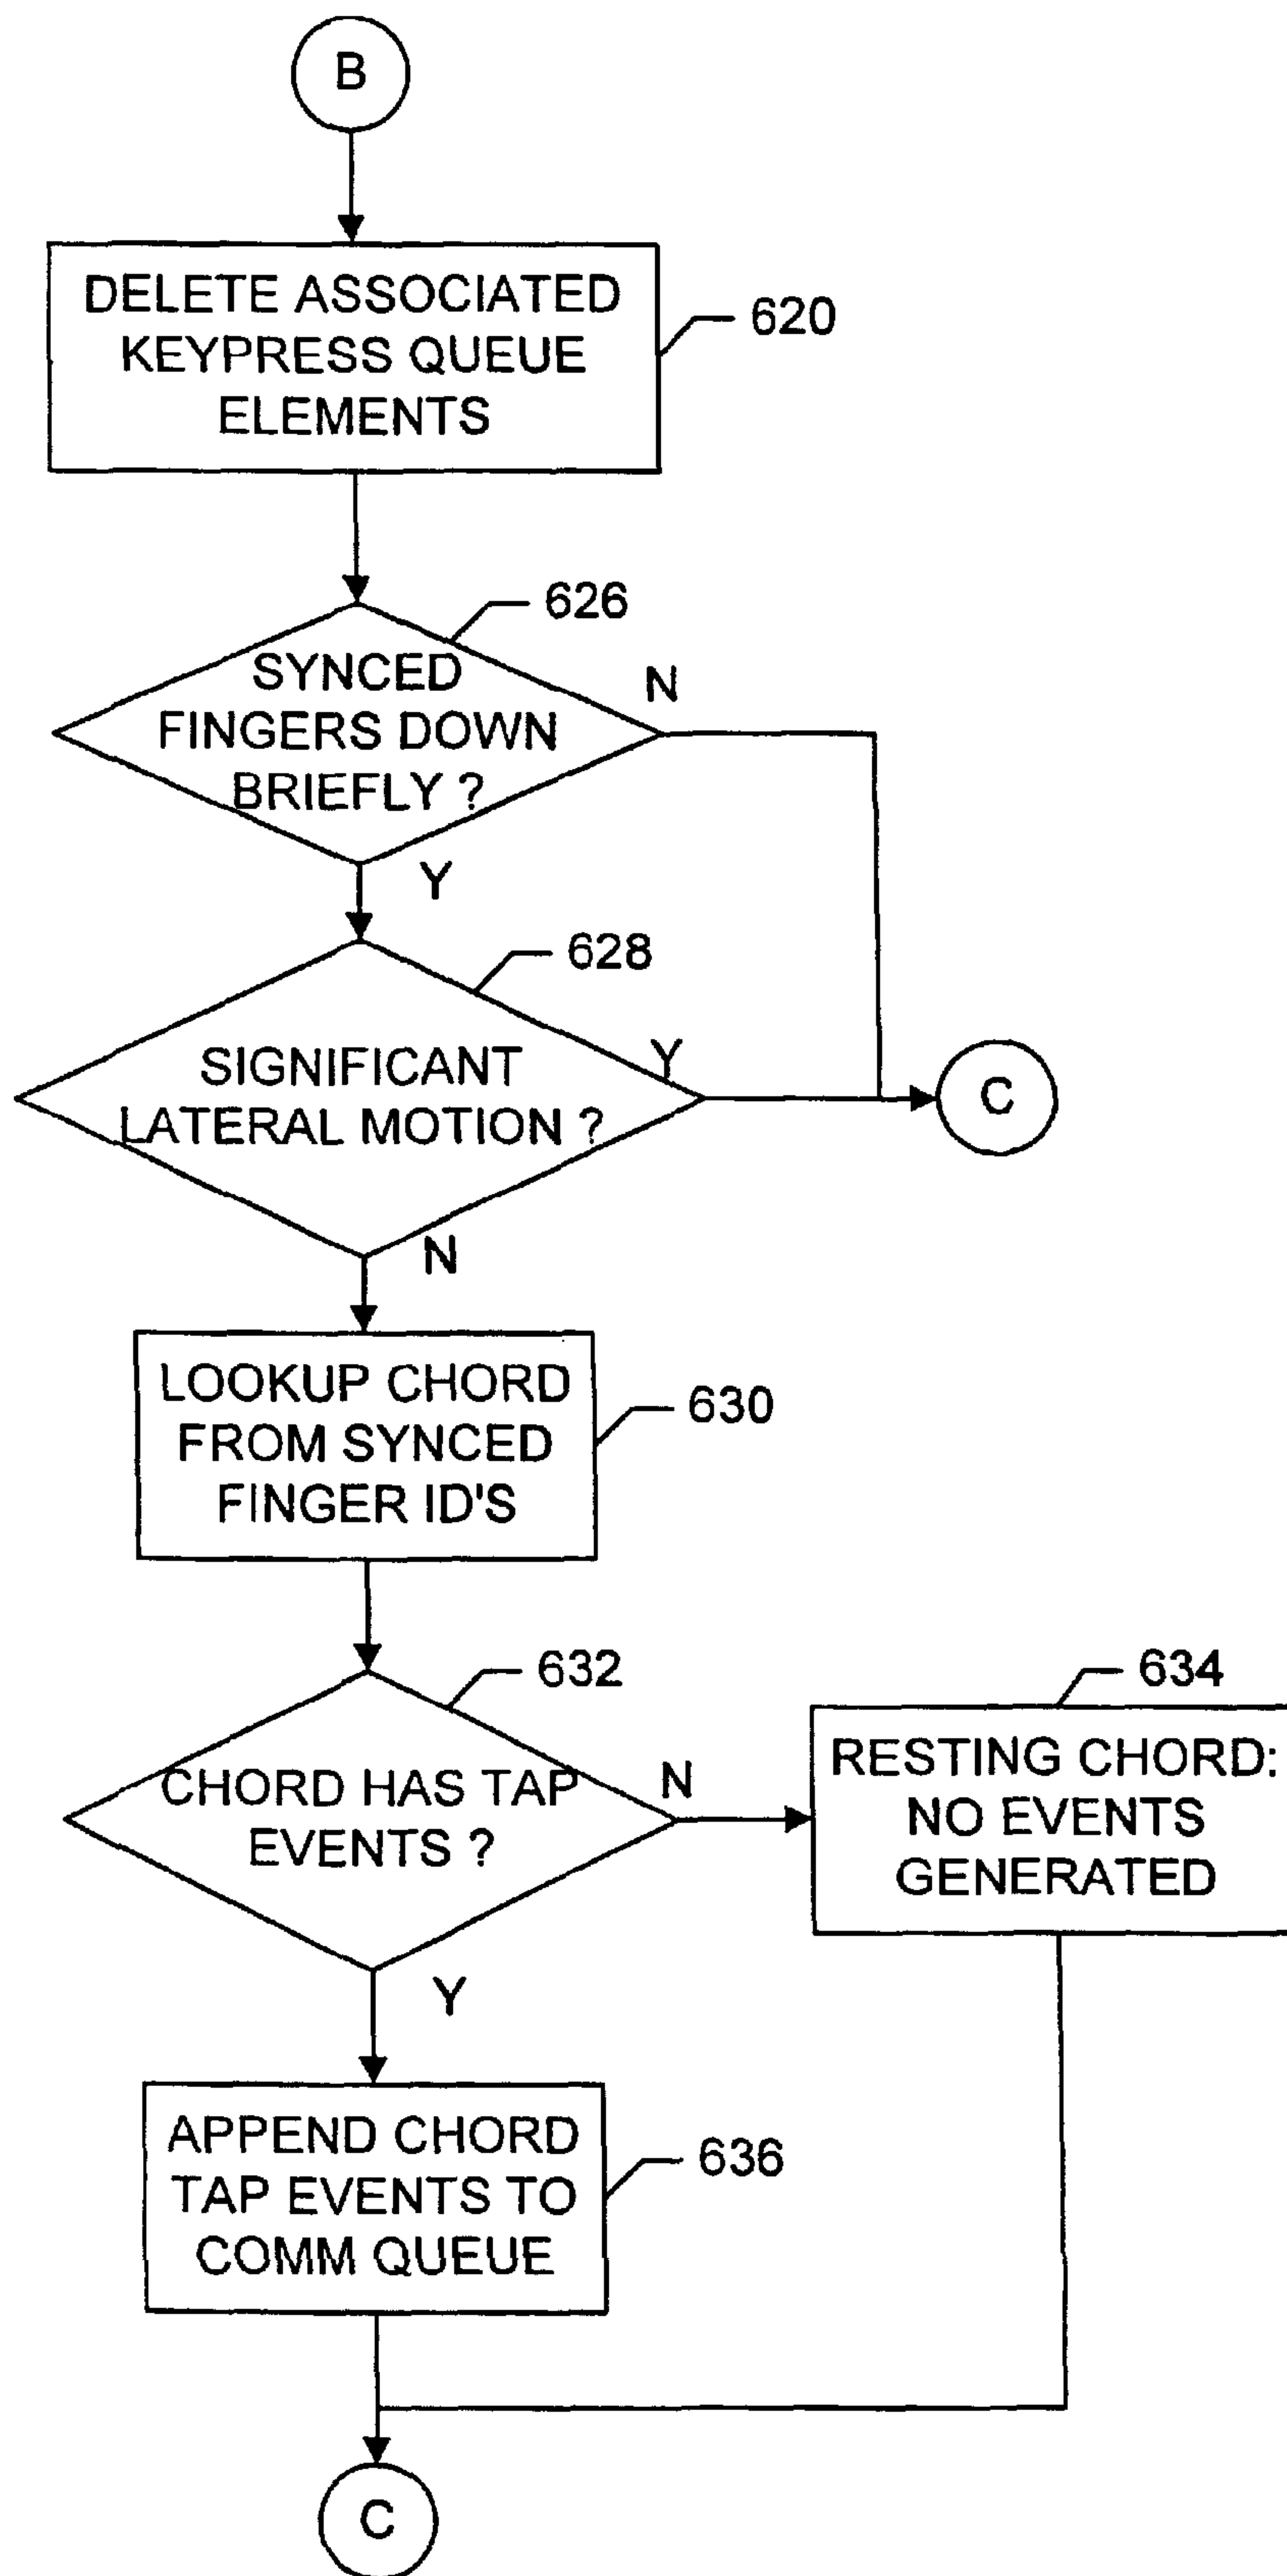 B
DELETE ASSOCIATED
KEYPRESS QUEUE
ELEMENTS
620
626
SYNCED
FINGERS DOWN
BRIEFLY ?
N
Y
628
SIGNIFICANT
LATERAL MOTION ?
Y
C
N
LOOKUP CHORD
FROM SYNCED
FINGER ID'S
630
632
CHORD HAS TAP
EVENTS ?
N
634
RESTING CHORD:
NO EVENTS
GENERATED
Y
APPEND CHORD
TAP EVENTS TO
COMM QUEUE
636
C